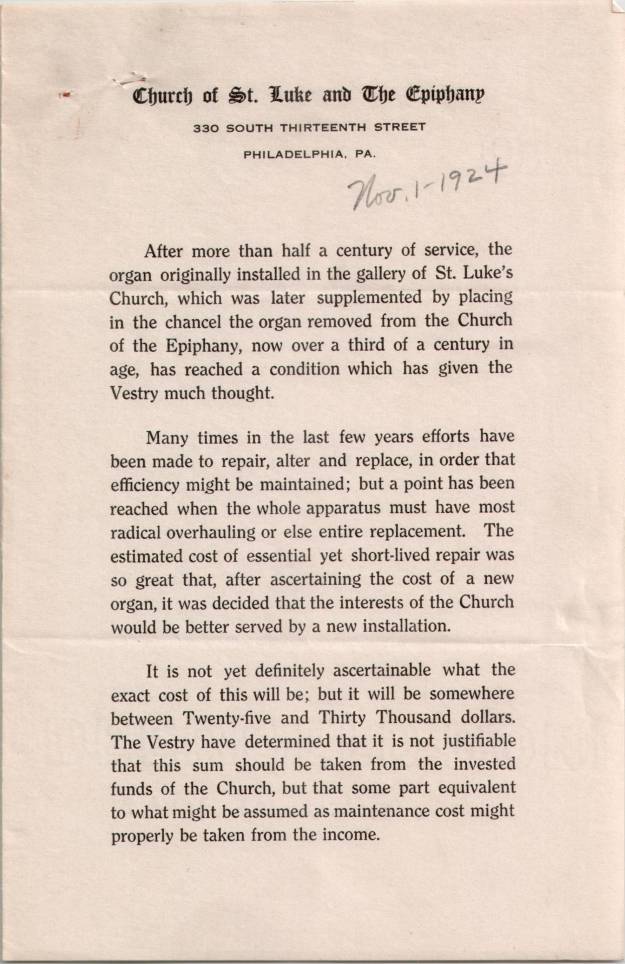 Church of St. Luke and The Epiphany
330 SOUTH THIRTEENTH STREET
PHILADELPHIA, PA.
Nov. 1-1924
After more than half a century of service, the
organ originally installed in the gallery of St. Luke's
Church, which was later supplemented by placing
in the chancel the organ removed from the Church
of the Epiphany, now over a third of a century in
age, has reached a condition which has given the
Vestry much thought.
Many times in the last few years efforts have
been made to repair, alter and replace, in order that
efficiency might be maintained; but a point has been
reached when the whole apparatus must have most
radical overhauling or else entire replacement. The
estimated cost of essential yet short-lived repair was
so great that, after ascertaining the cost of a new
organ, it was decided that the interests of the Church
would be better served by a new installation.
It is not yet definitely ascertainable what the
exact cost of this will be; but it will be somewhere
between Twenty-five and Thirty Thousand dollars.
The Vestry have determined that it is not justifiable
that this sum should be taken from the invested
funds of the Church, but that some part equivalent
to what might be assumed as maintenance cost might
properly be taken from the income.